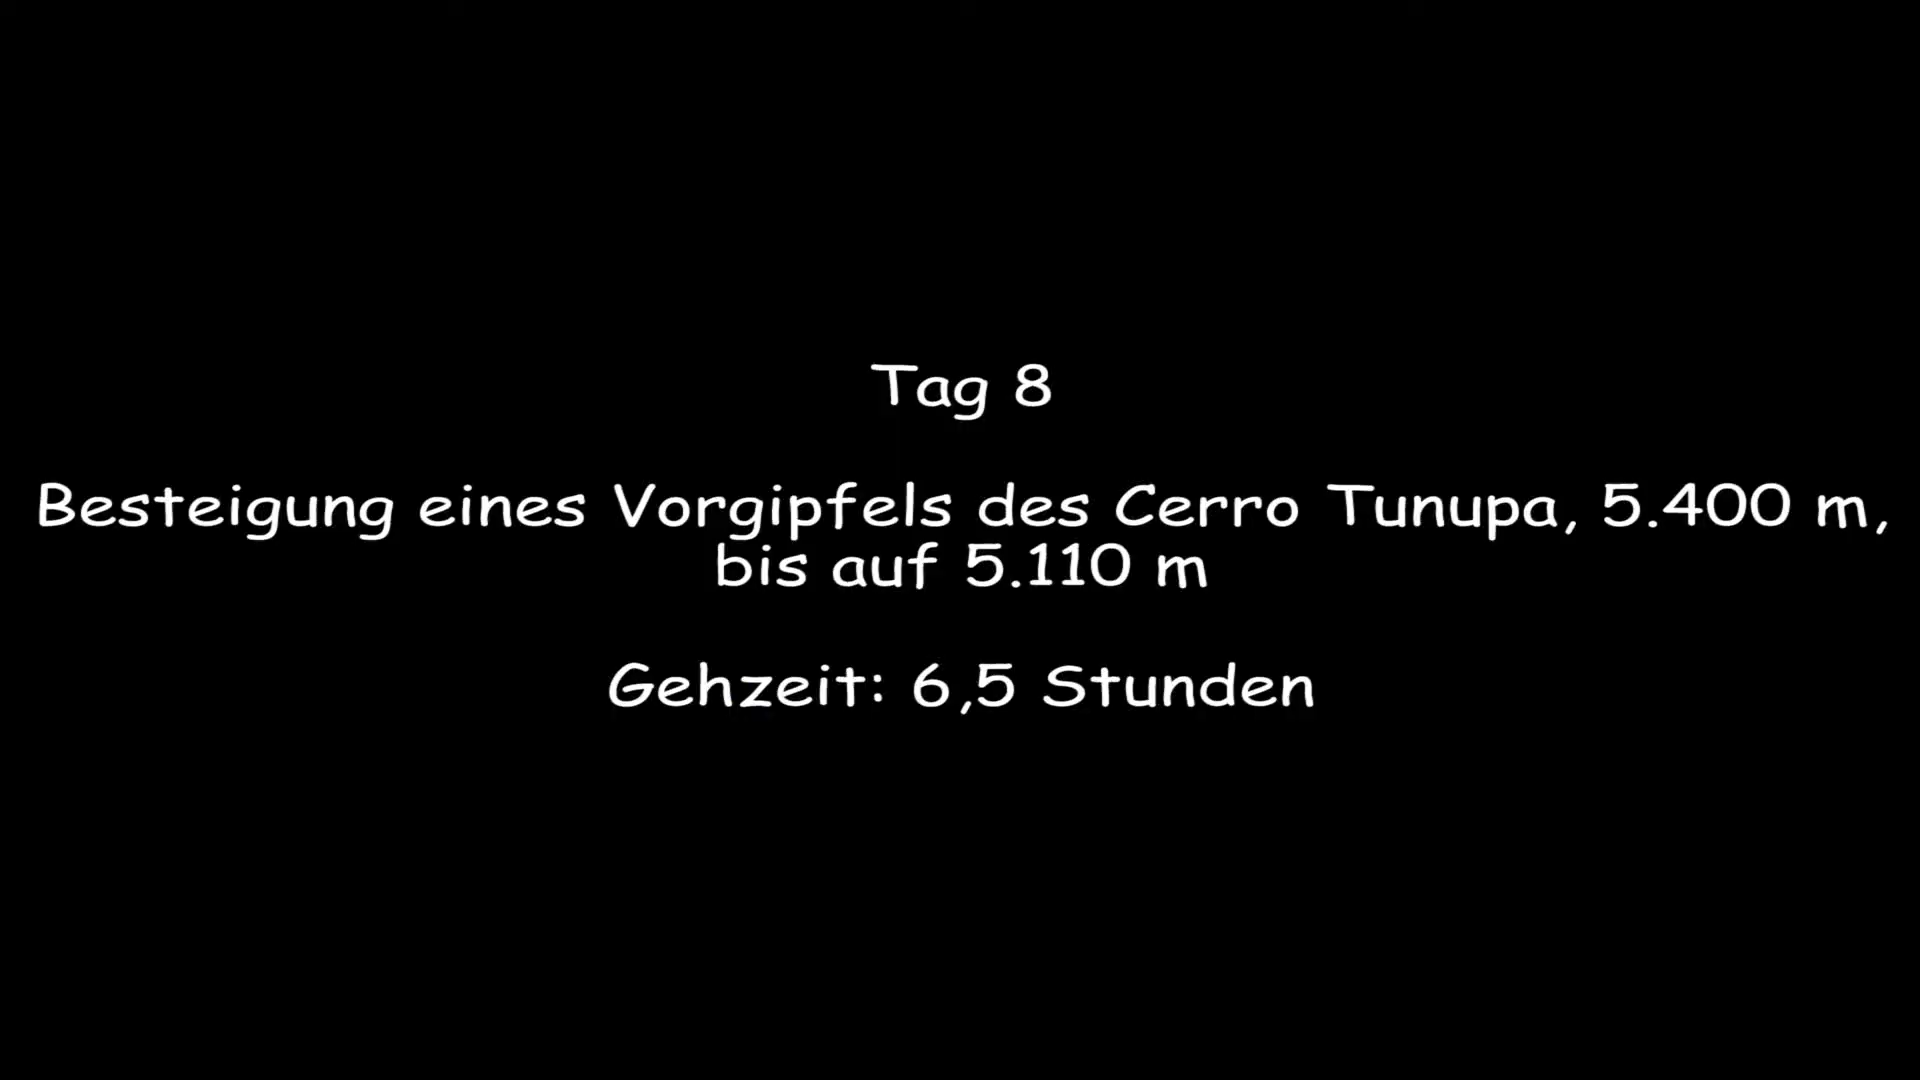 Tag 8
Besteigung eines Vorgipfels des Cerro Tunupa, 5.400 m,
bis auf 5.110 m
Gehzeit: 6,5 Stunden